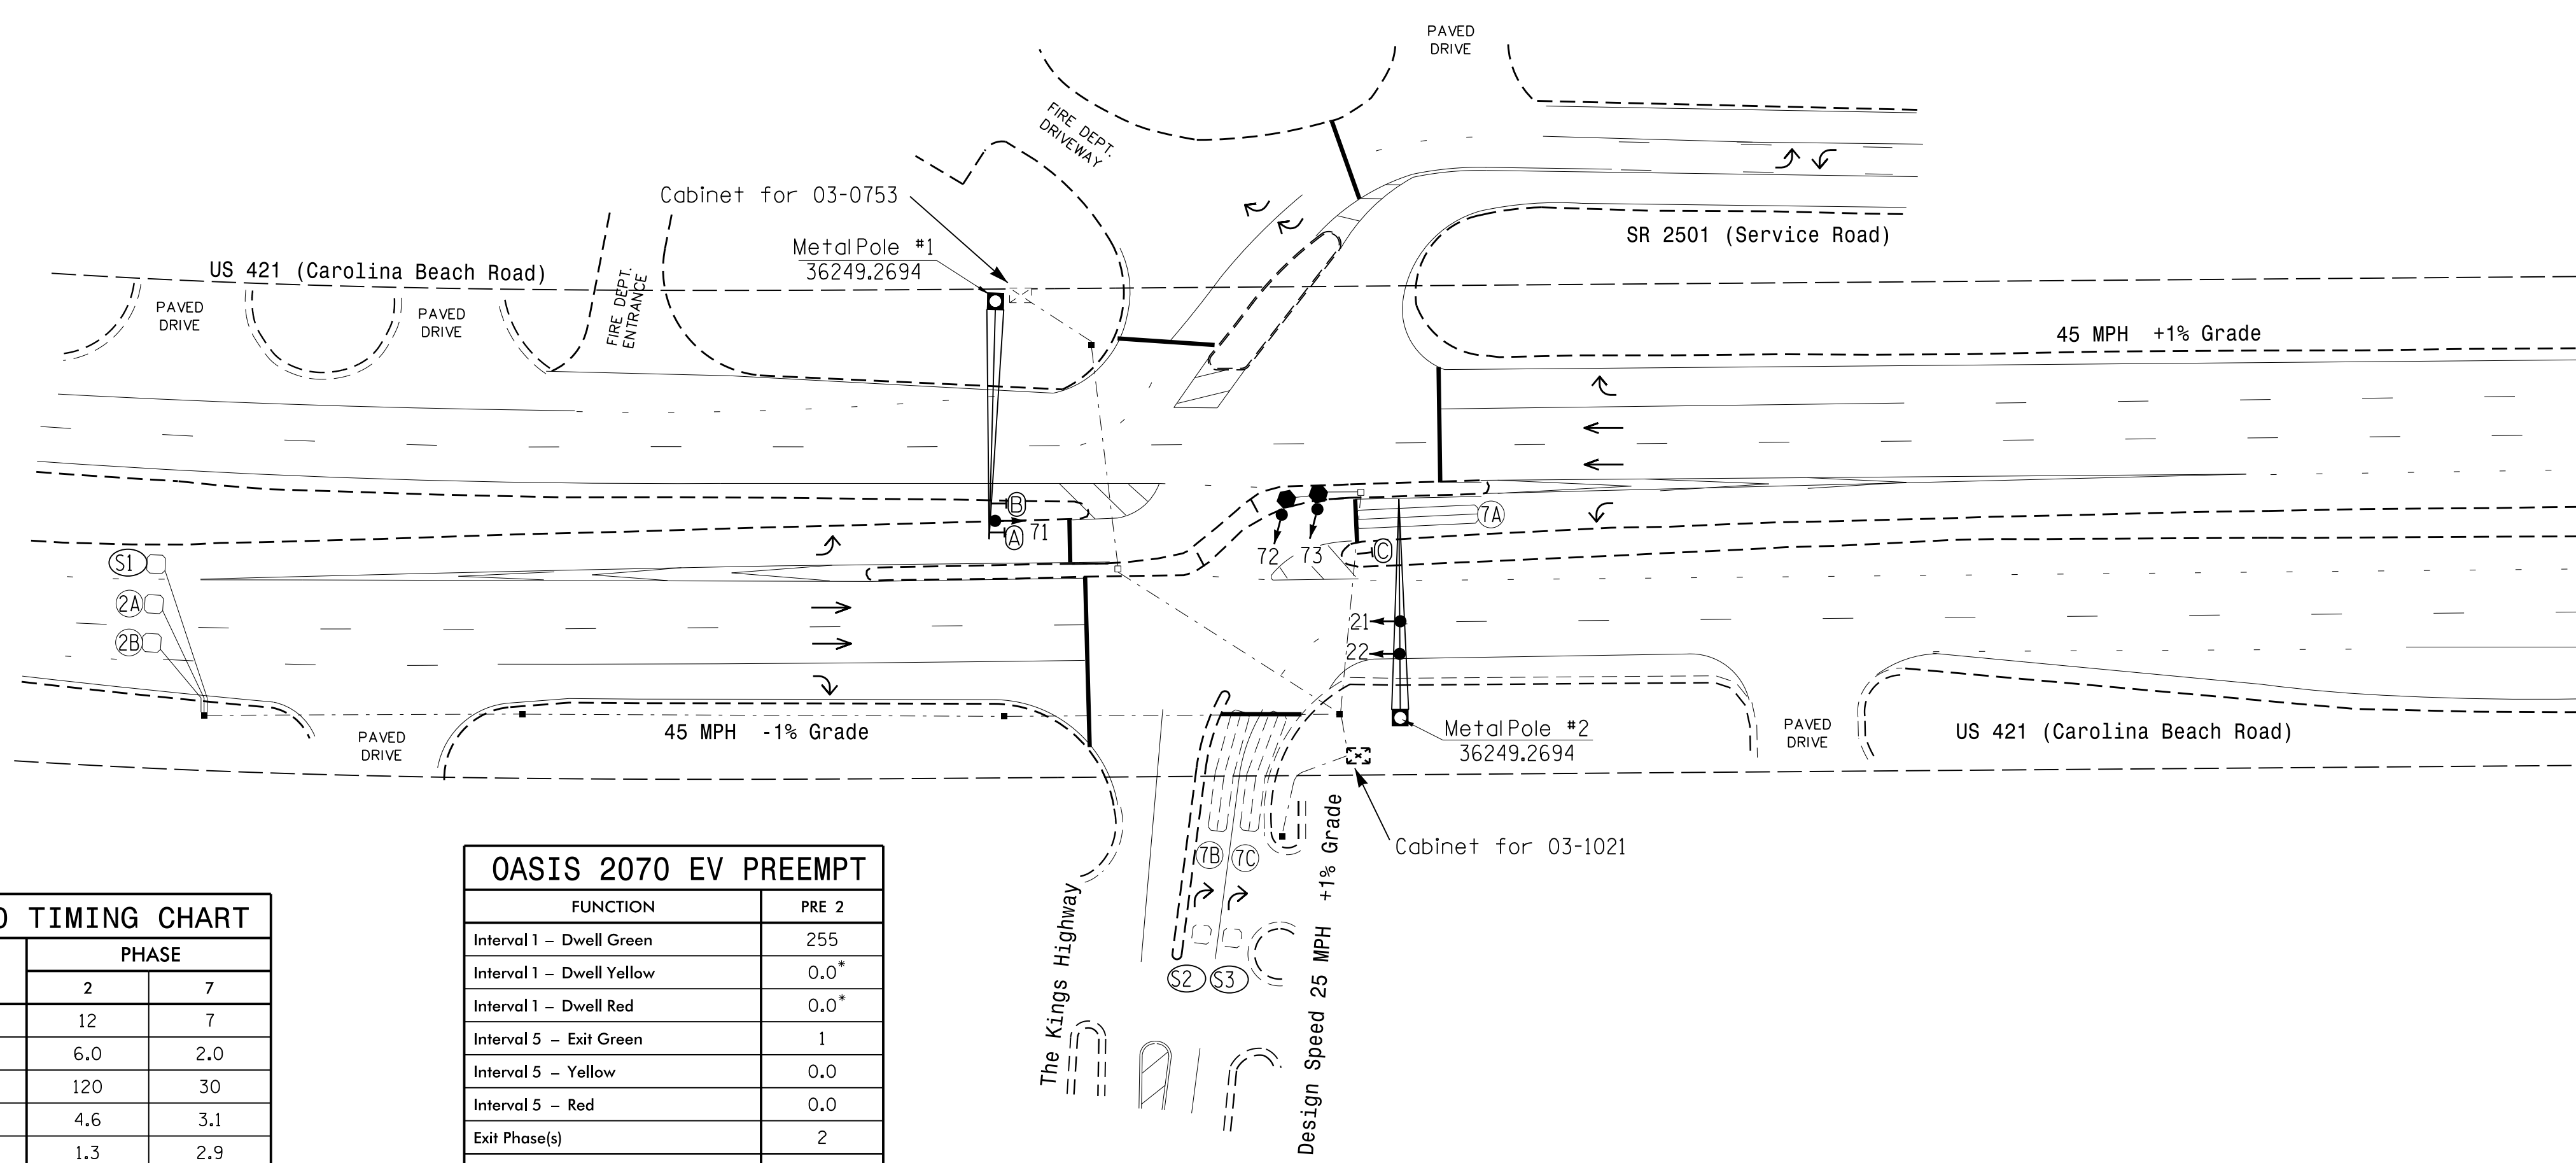 PAVED
DRIVE
FIRE DEPT.
DRIVEWAY
Cabinet for 03-0753
Metal Pole #1
36249.2694
SR 2501 (Service Road)
US 421 (Carolina Beach Road)
PAVED
DRIVE
PAVED
DRIVE
FIRE DEPT.
ENTRANCE
45 MPH +1% Grade
B
A
71
7A
72
73
C
S1
2A
2B
21
22
45 MPH -1% Grade
PAVED
DRIVE
Metal Pole #2
36249.2694
PAVED
DRIVE
US 421 (Carolina Beach Road)
Cabinet for 03-1021
7B
7C
S2
S3
The Kings Highway
Design Speed 25 MPH +1% Grade
TIMING CHART
PHASE
2 7
12 7
6.0 2.0
120 30
4.6 3.1
1.3 2.9
OASIS 2070 EV PREEMPT
FUNCTION PRE 2
Interval 1 – Dwell Green 255
Interval 1 – Dwell Yellow 0.0*
Interval 1 – Dwell Red 0.0*
Interval 5 – Exit Green 1
Interval 5 – Yellow 0.0
Interval 5 – Red 0.0
Exit Phase(s) 2